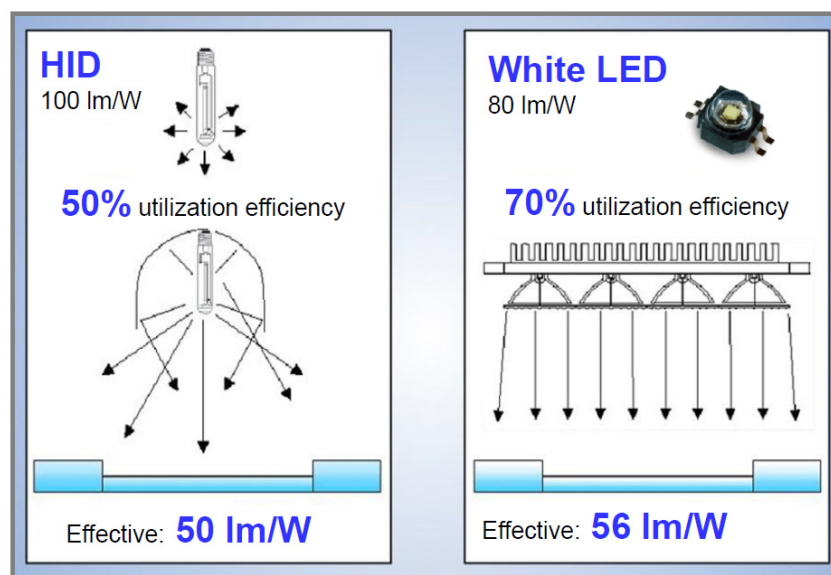 HID
100 lm/W
50% utilization efficiency
Effective: 50 lm/W
White LED
80 lm/W
70% utilization efficiency
Effective: 56 lm/W